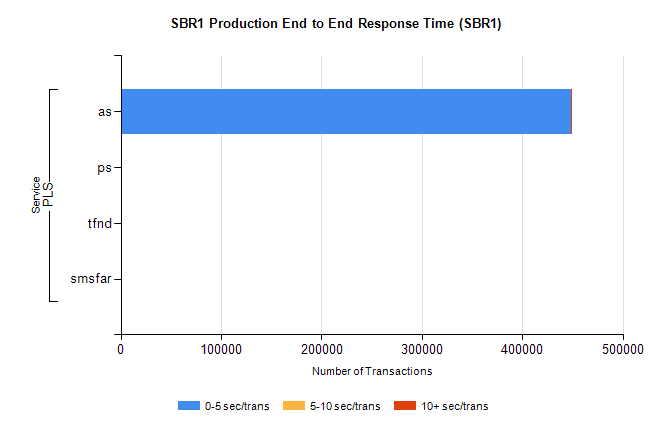 SBR1 Production End to End Response Time (SBR1)
Service
PLS
as
ps
tfnd
smsfar
0 100000 200000 300000 400000 500000
Number of Transactions
0-5 sec/trans 5-10 sec/trans 10+ sec/trans